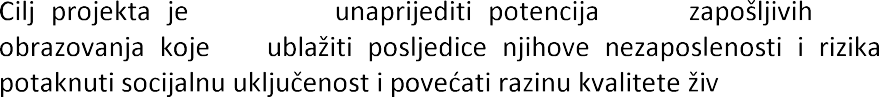 Cilj projekta je unaprijediti potencija zapošljivih
obrazovanja koje ublažiti posljedice njihove nezaposlenosti i rizika
potaknuti socijalnu uključenost i povećati razinu kvalitete živ